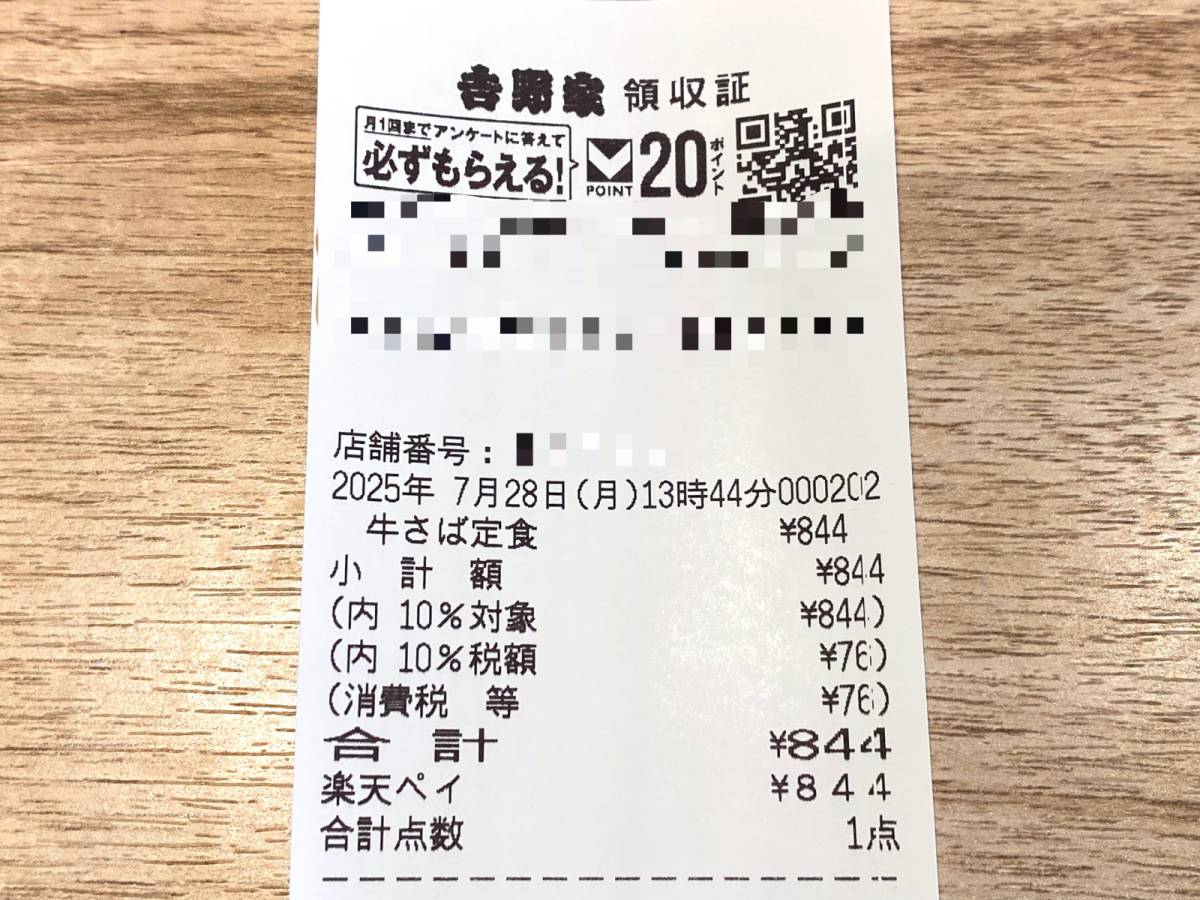 吉野家 領収証
月1回までアンケートに答えて
必ずもらえる!
V POINT 20ポイント
店舗番号:
2025年 7月28日(月)13時44分000202
牛さば定食 ¥844
小 計 額 ¥844
(内 10%対象 ¥844)
(内 10%税額 ¥76)
(消費税 等 ¥76)
合 計 ¥844
楽天ペイ ¥844
合計点数 1点